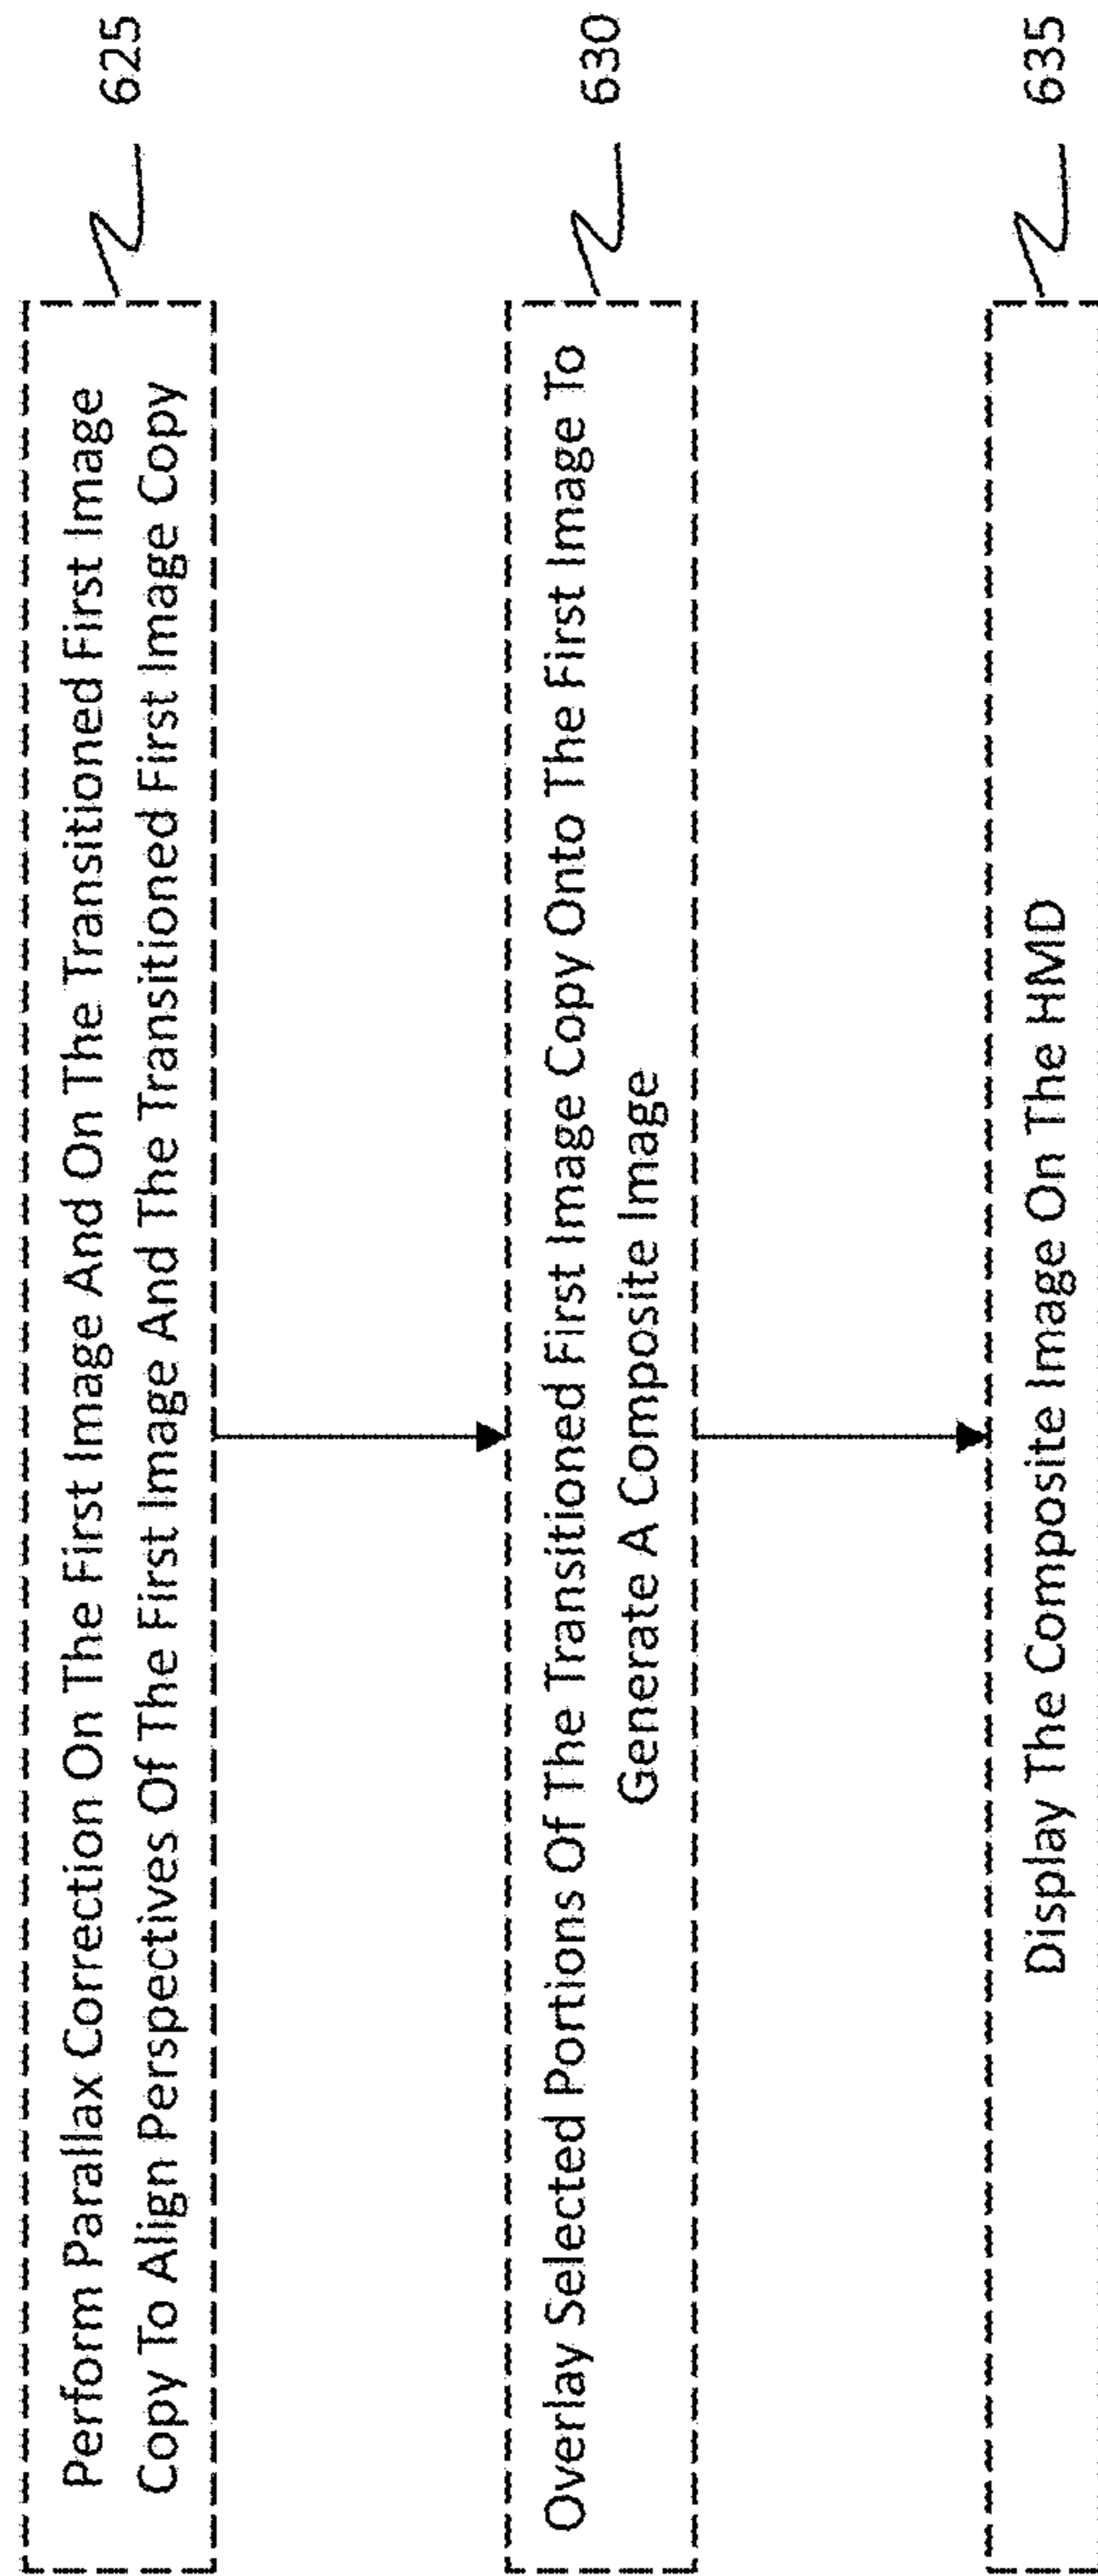 Perform Parallax Correction On The First Image And On The Transitioned First Image
Copy To Align Perspectives Of The First Image And The Transitioned First Image Copy
625
Overlay Selected Portions Of The Transitioned First Image Copy Onto The First Image To
Generate A Composite Image
630
Display The Composite Image On The HMD
635